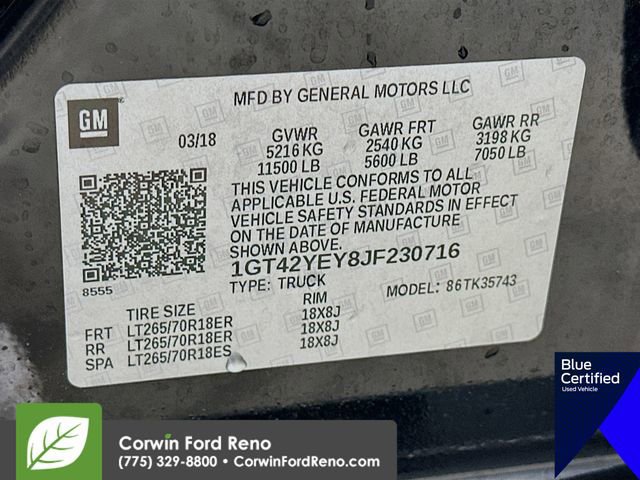 GM
MFD BY GENERAL MOTORS LLC
03/18
GVWR GAWR FRT GAWR RR
5216 KG 2540 KG 3198 KG
11500 LB 5600 LB 7050 LB
THIS VEHICLE CONFORMS TO ALL
APPLICABLE U.S. FEDERAL MOTOR
VEHICLE SAFETY STANDARDS IN EFFECT
ON THE DATE OF MANUFACTURE
SHOWN ABOVE.
8555
1GT42YEY8JF230716
TYPE: TRUCK MODEL: 86TK35743
TIRE SIZE RIM
FRT LT265/70R18ER 18X8J
RR LT265/70R18ER 18X8J
SPA LT265/70R18ES 18X8J
Blue
Certified
Used Vehicle
Corwin Ford Reno
(775) 329-8800 • CorwinFordReno.com